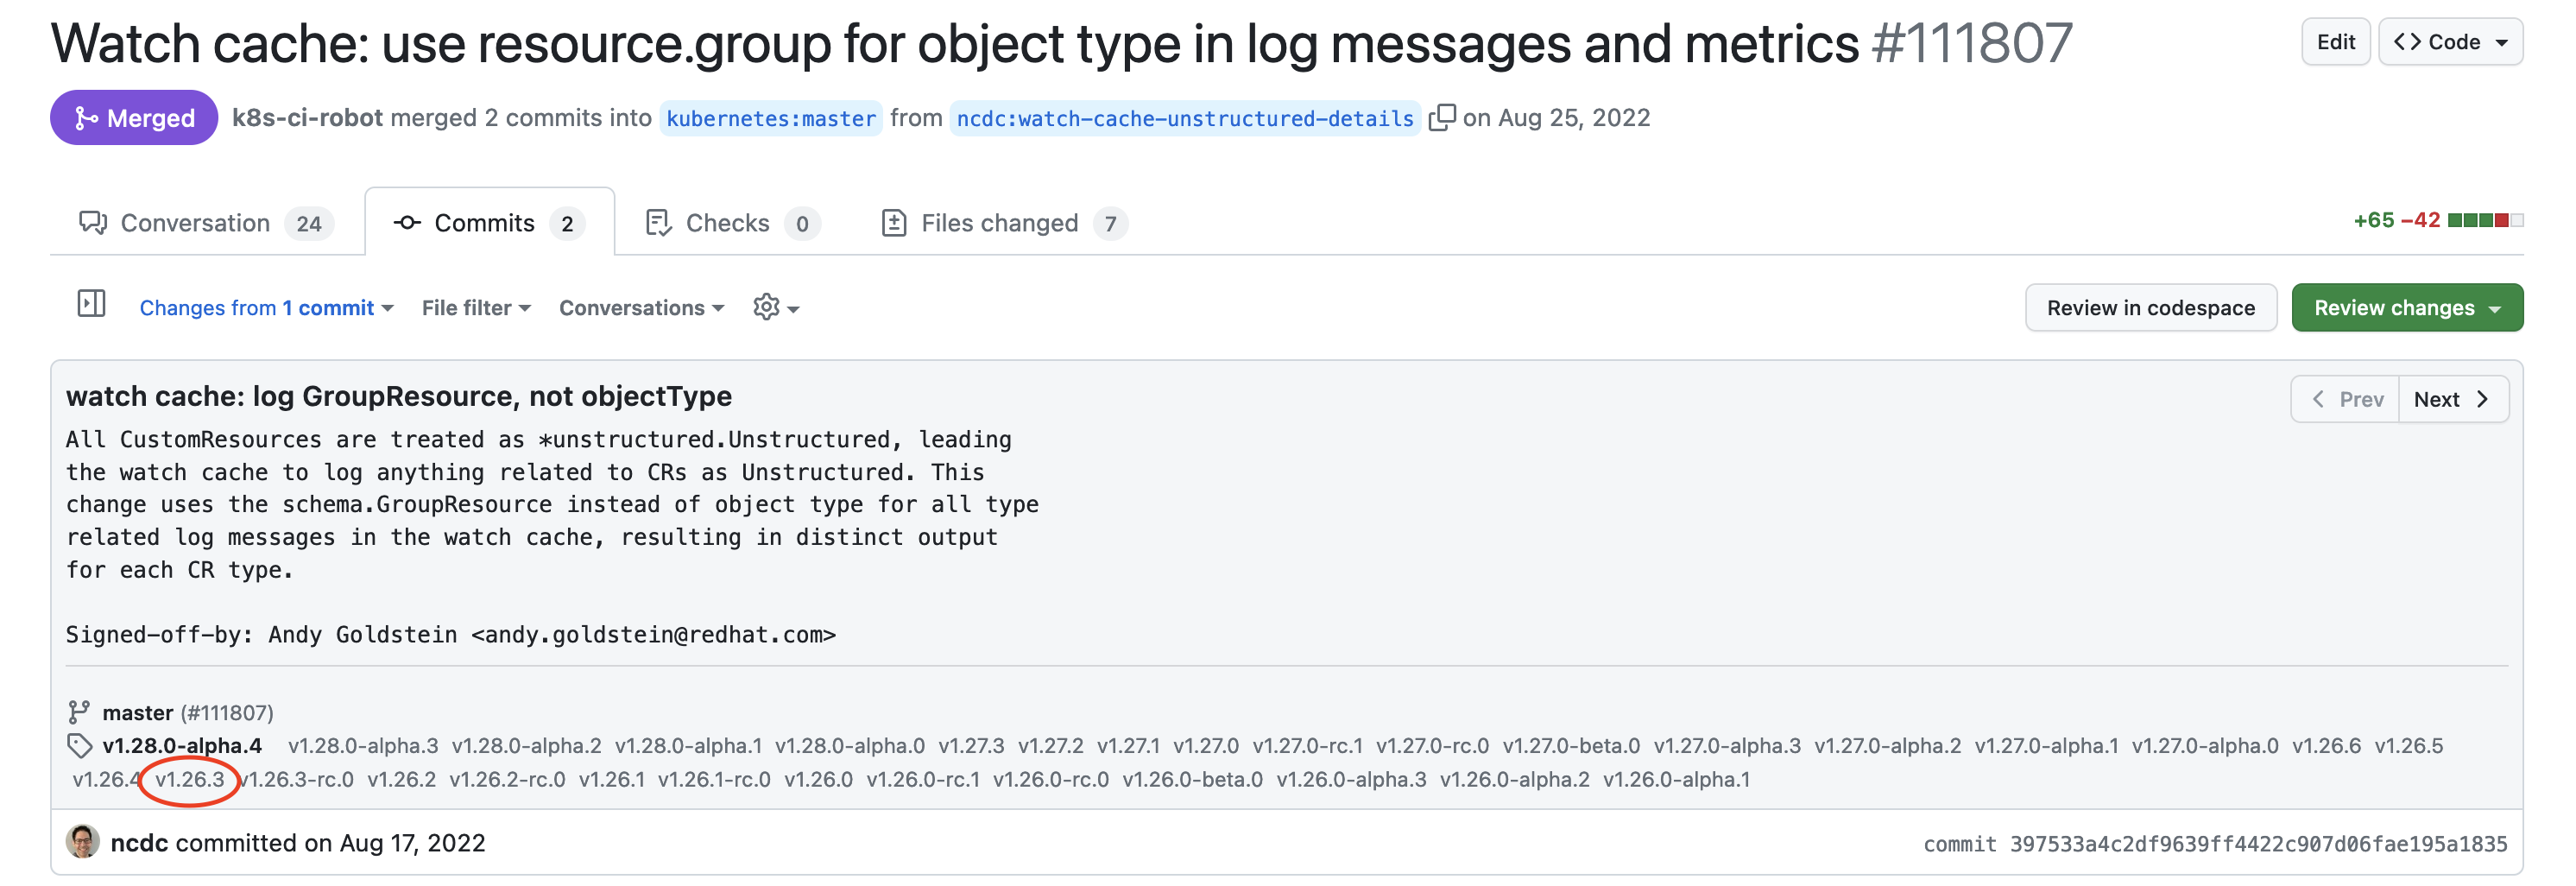 Watch cache: use resource.group for object type in log messages and metrics #111807
Edit
Code
Merged
k8s-ci-robot merged 2 commits into kubernetes:master from ncdc:watch-cache-unstructured-details on Aug 25, 2022
Conversation 24
Commits 2
Checks 0
Files changed 7
+65 −42
Changes from 1 commit
File filter
Conversations
Review in codespace
Review changes
watch cache: log GroupResource, not objectType
Prev
Next
All CustomResources are treated as *unstructured.Unstructured, leading
the watch cache to log anything related to CRs as Unstructured. This
change uses the schema.GroupResource instead of object type for all type
related log messages in the watch cache, resulting in distinct output
for each CR type.
Signed-off-by: Andy Goldstein <andy.goldstein@redhat.com>
master (#111807)
v1.28.0-alpha.4 v1.28.0-alpha.3 v1.28.0-alpha.2 v1.28.0-alpha.1 v1.28.0-alpha.0 v1.27.3 v1.27.2 v1.27.1 v1.27.0 v1.27.0-rc.1 v1.27.0-rc.0 v1.27.0-beta.0 v1.27.0-alpha.3 v1.27.0-alpha.2 v1.27.0-alpha.1 v1.27.0-alpha.0 v1.26.6 v1.26.5
v1.26.4 v1.26.3 v1.26.3-rc.0 v1.26.2 v1.26.2-rc.0 v1.26.1 v1.26.1-rc.0 v1.26.0 v1.26.0-rc.1 v1.26.0-rc.0 v1.26.0-beta.0 v1.26.0-alpha.3 v1.26.0-alpha.2 v1.26.0-alpha.1
ncdc committed on Aug 17, 2022
commit 397533a4c2df9639ff4422c907d06fae195a1835